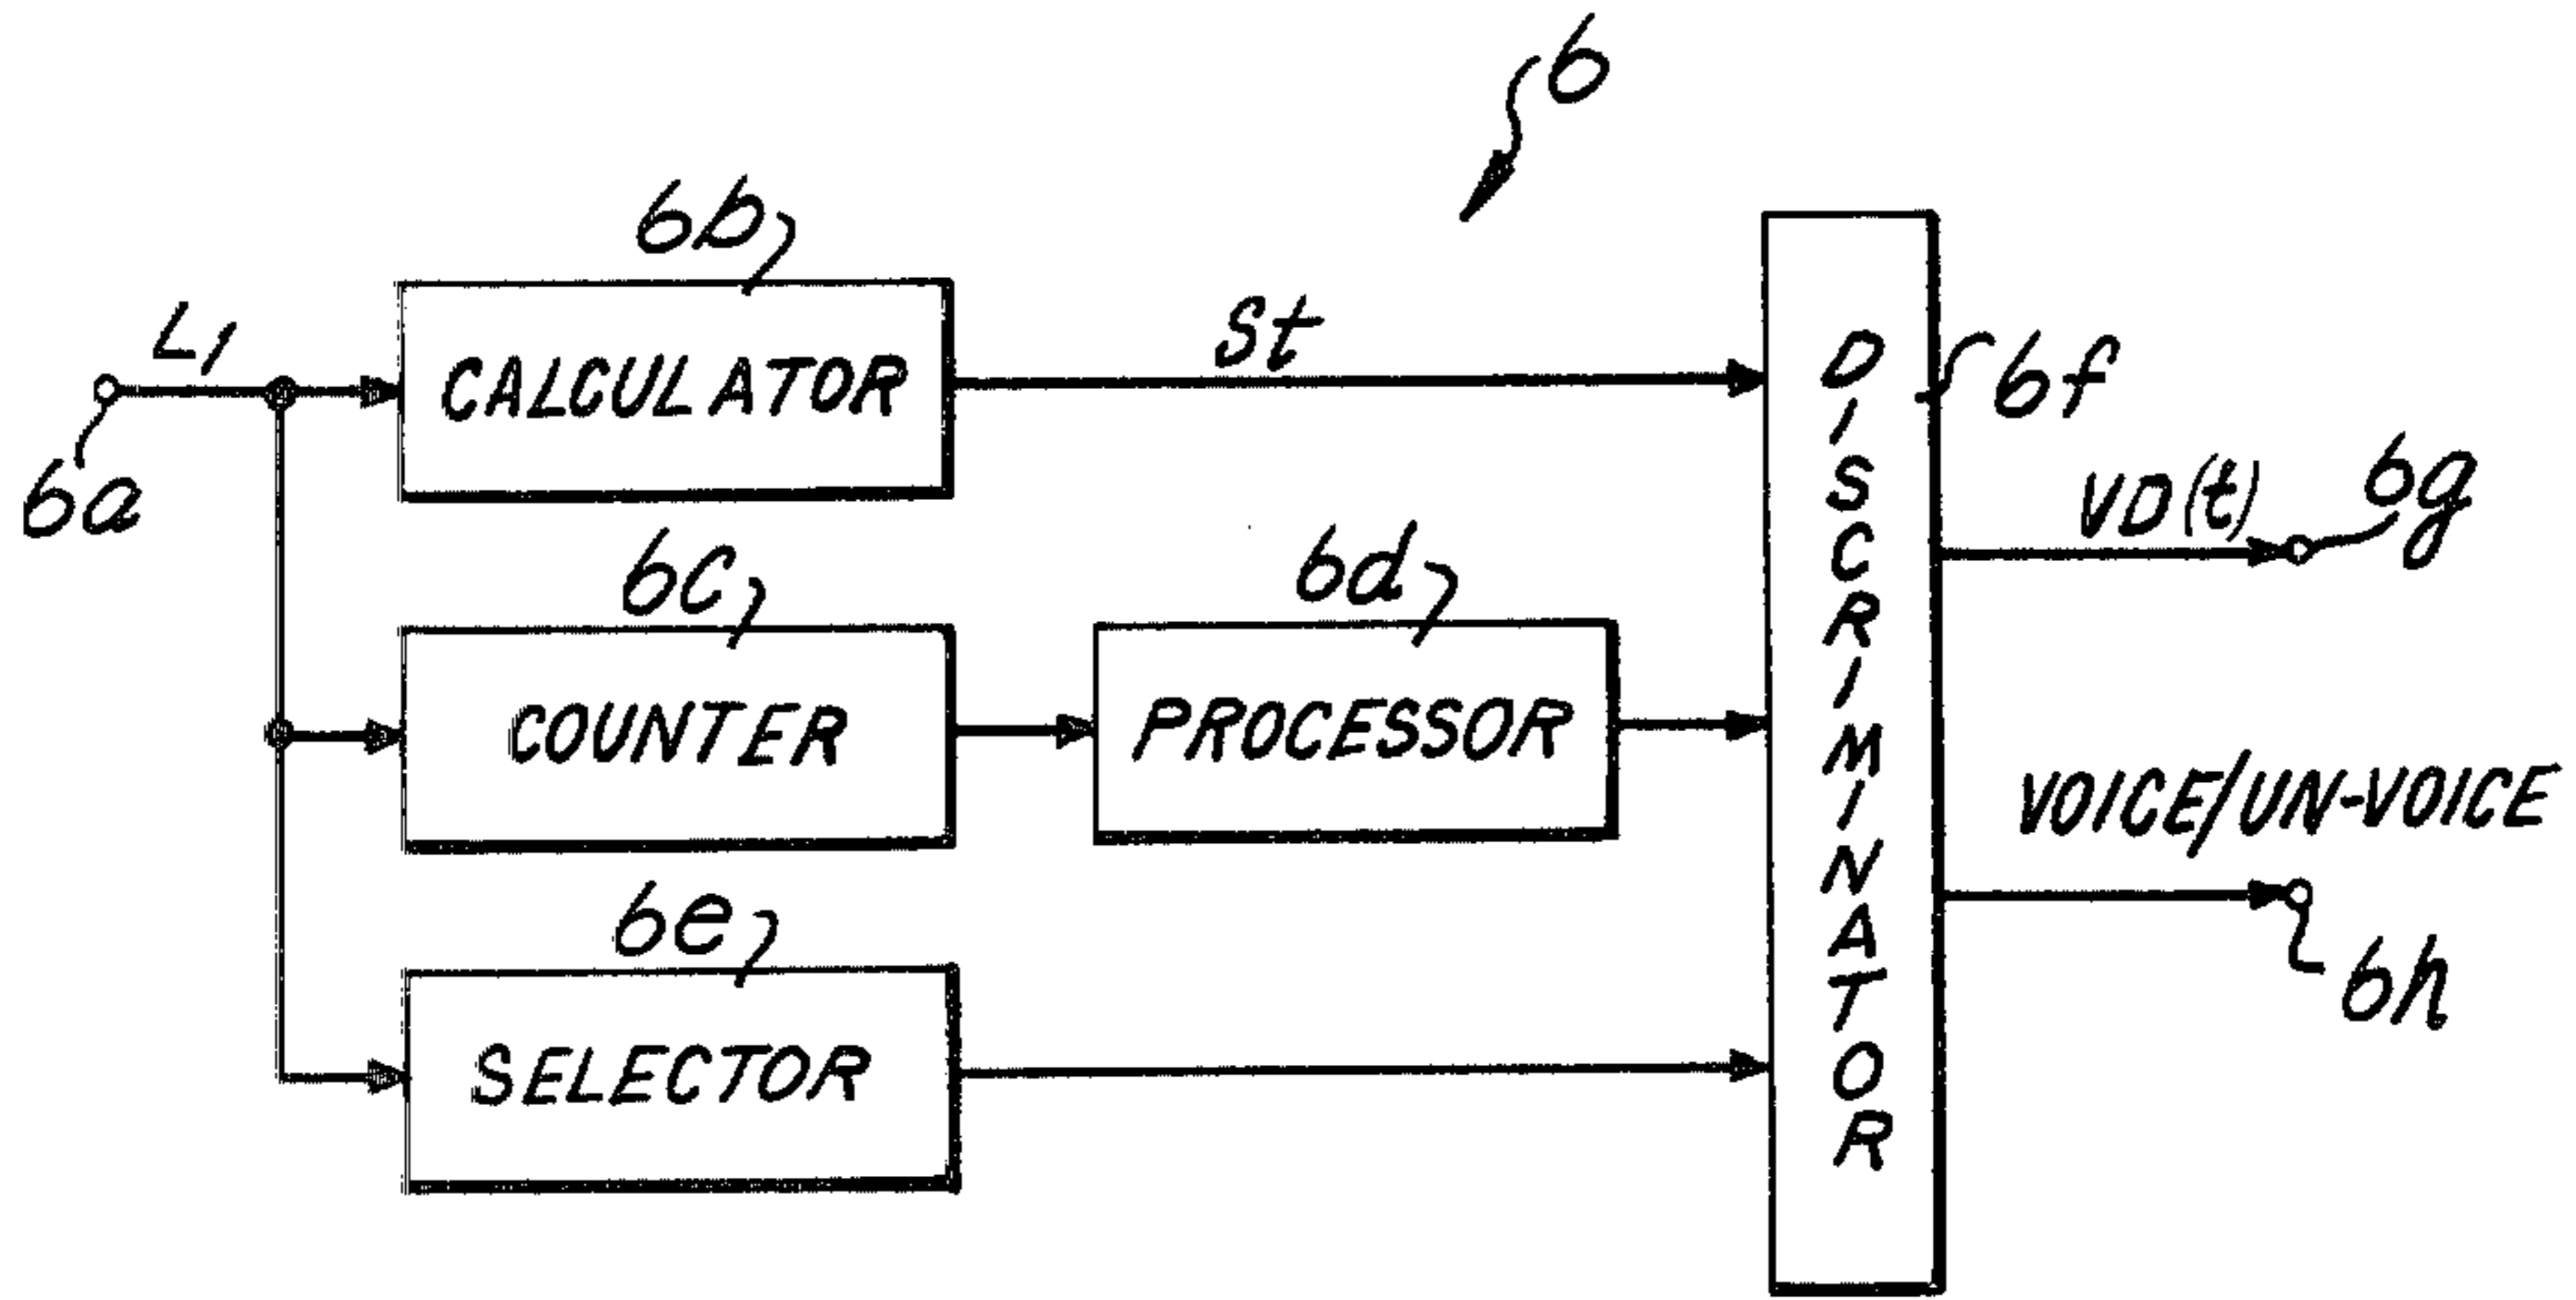 6
6b
L1
CALCULATOR
St
6a
6f
DISCRIMINATOR
VD(t)
6g
6c
6d
COUNTER
PROCESSOR
VOICE/UN-VOICE
6e
6h
SELECTOR